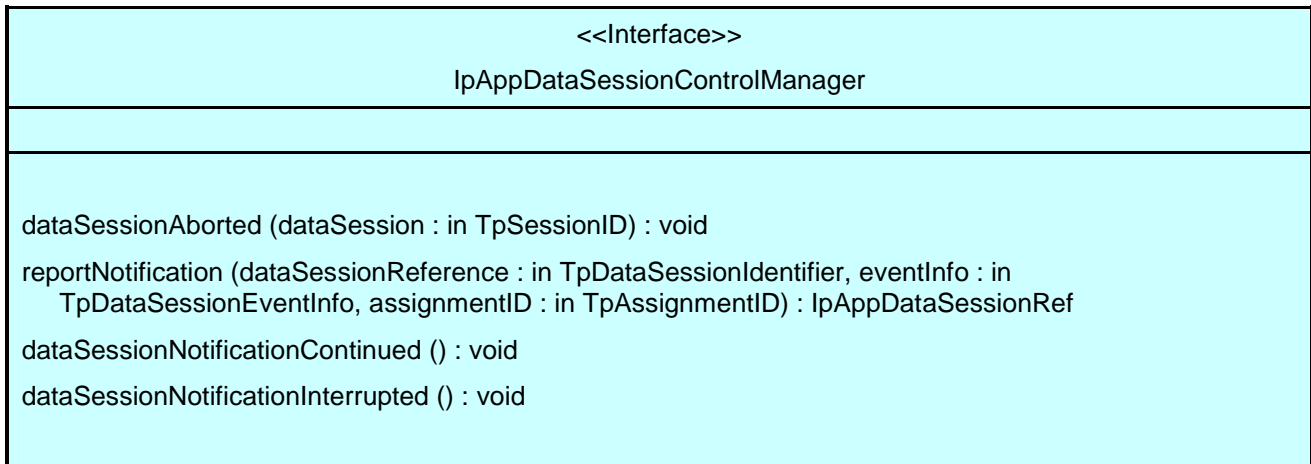 <<Interface>>
IpAppDataSessionControlManager
dataSessionAborted (dataSession : in TpSessionID) : void
reportNotification (dataSessionReference : in TpDataSessionIdentifier, eventInfo : in
TpDataSessionEventInfo, assignmentID : in TpAssignmentID) : IpAppDataSessionRef
dataSessionNotificationContinued () : void
dataSessionNotificationInterrupted () : void